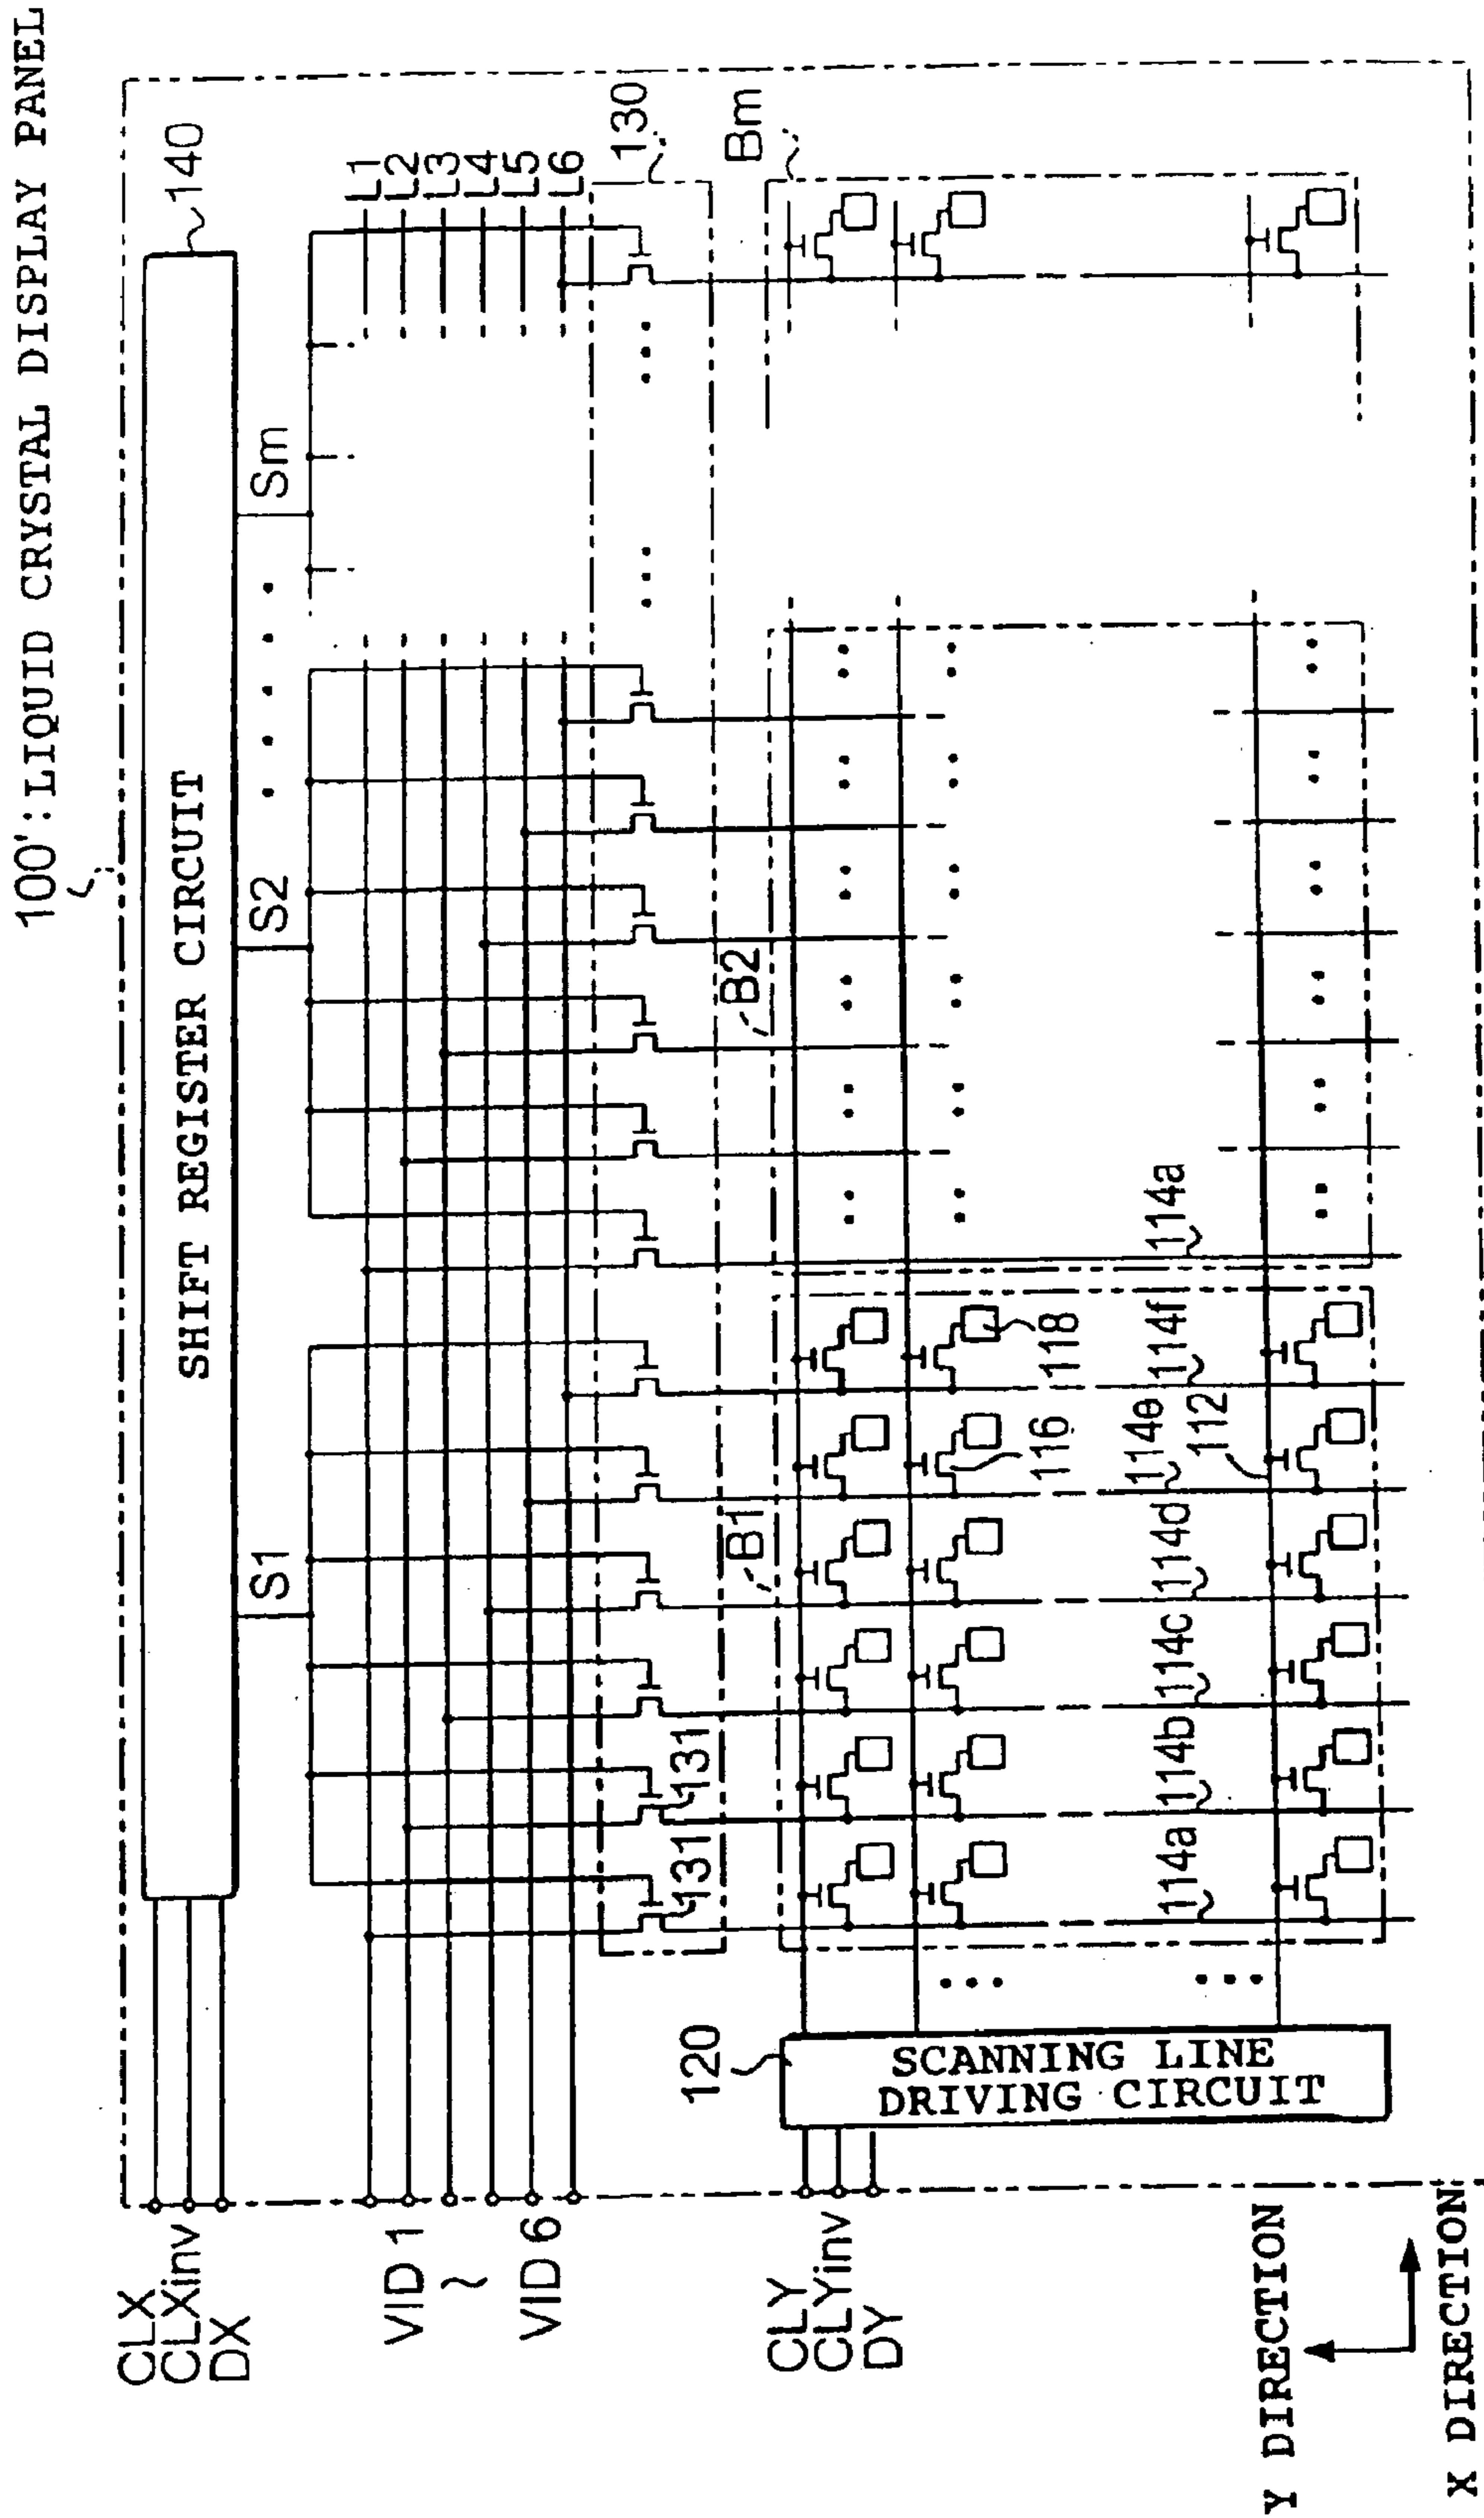 100':LIQUID CRYSTAL DISPLAY PANEL
140
SHIFT REGISTER CIRCUIT
CLX
CLXinv
DX
S1
S2
Sm
L1
L2
L3
L4
L5
L6
VID 1
~
VID 6
130
131
131
B1
B2
Bm
120
SCANNING LINE
DRIVING CIRCUIT
CLY
CLYinv
DY
116
118
112
114a
114b
114c
114d
114e
114f
114a
Y DIRECTION
X DIRECTION